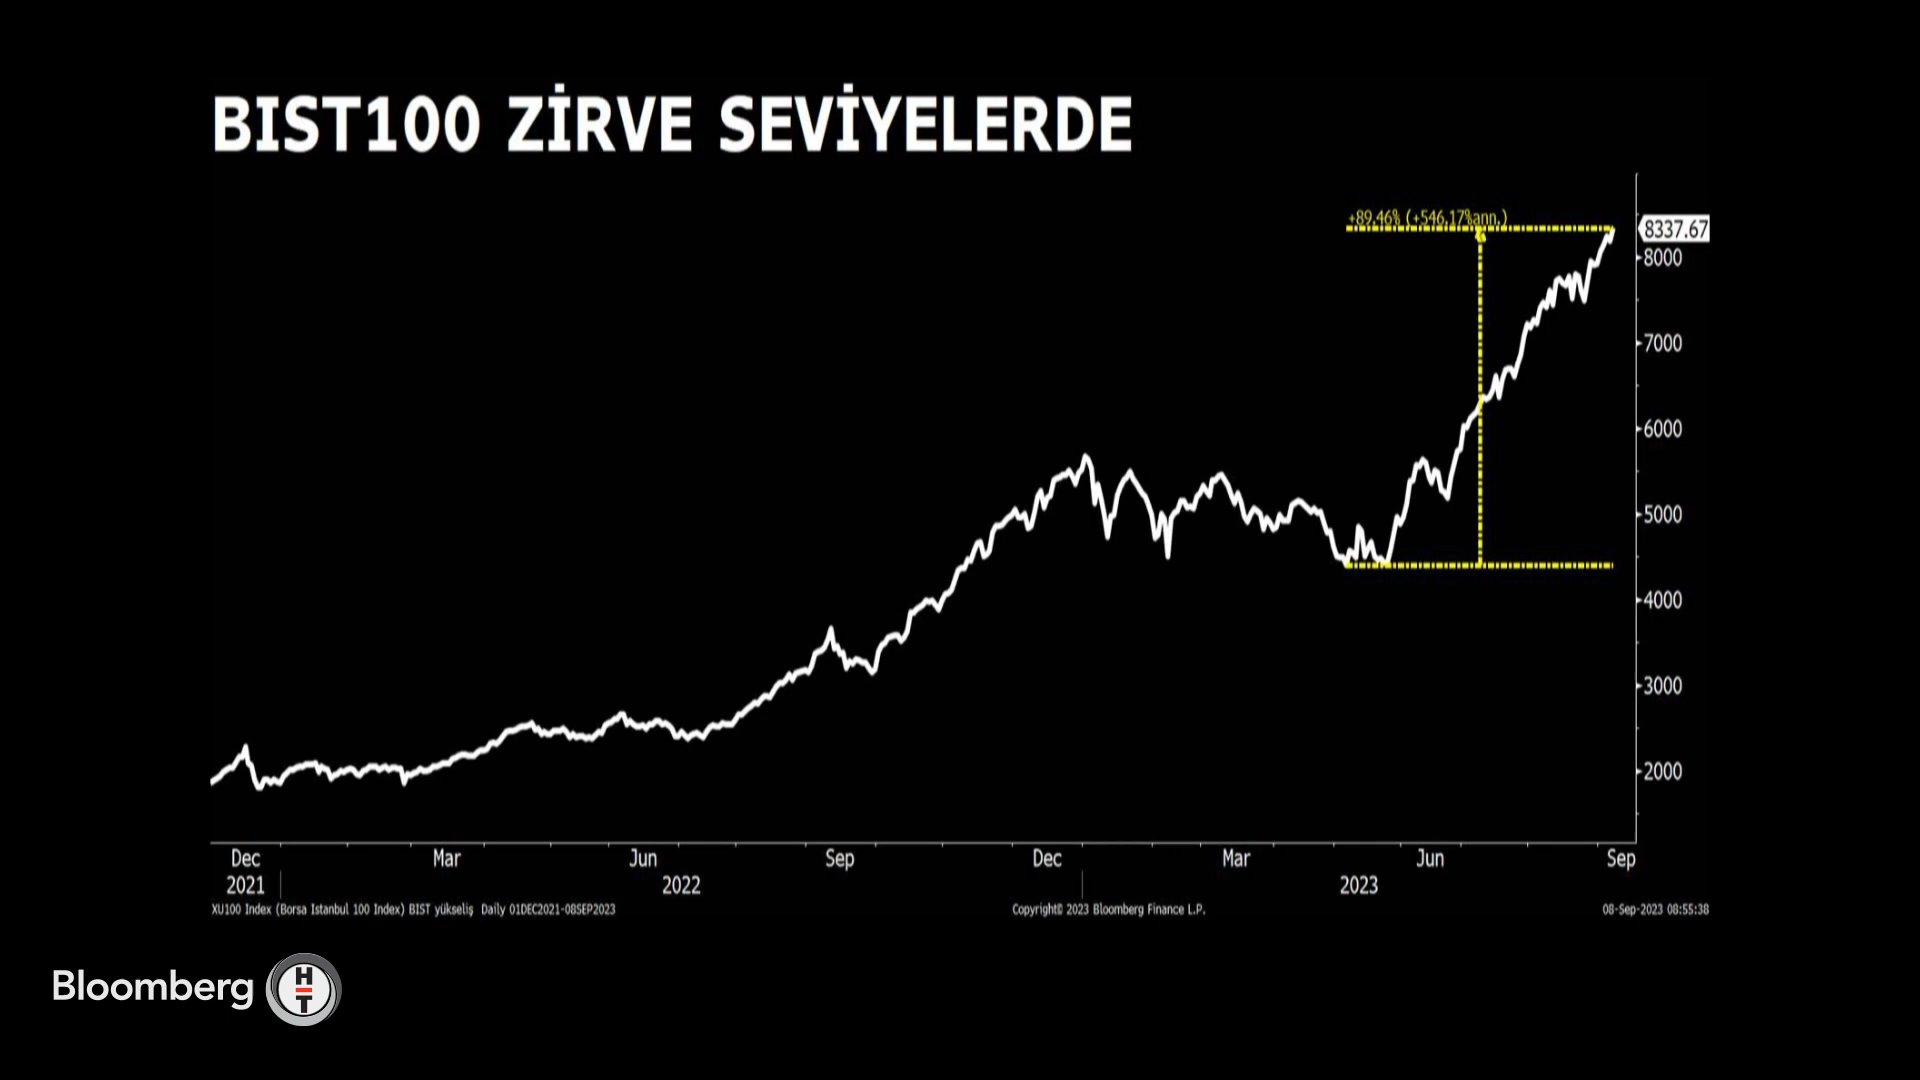 BIST100 ZİRVE SEVİYELERDE
+89.46% (+546.17%ann.)
8337.67
8000
7000
6000
5000
4000
3000
2000
Dec Mar Jun Sep Dec Mar Jun Sep
2021 2022 2023
XU100 Index (Borsa Istanbul 100 Index) BIST yükseliş Daily 01DEC2021-08SEP2023 Copyright© 2023 Bloomberg Finance L.P. 08-Sep-2023 08:55:38
Bloomberg HT